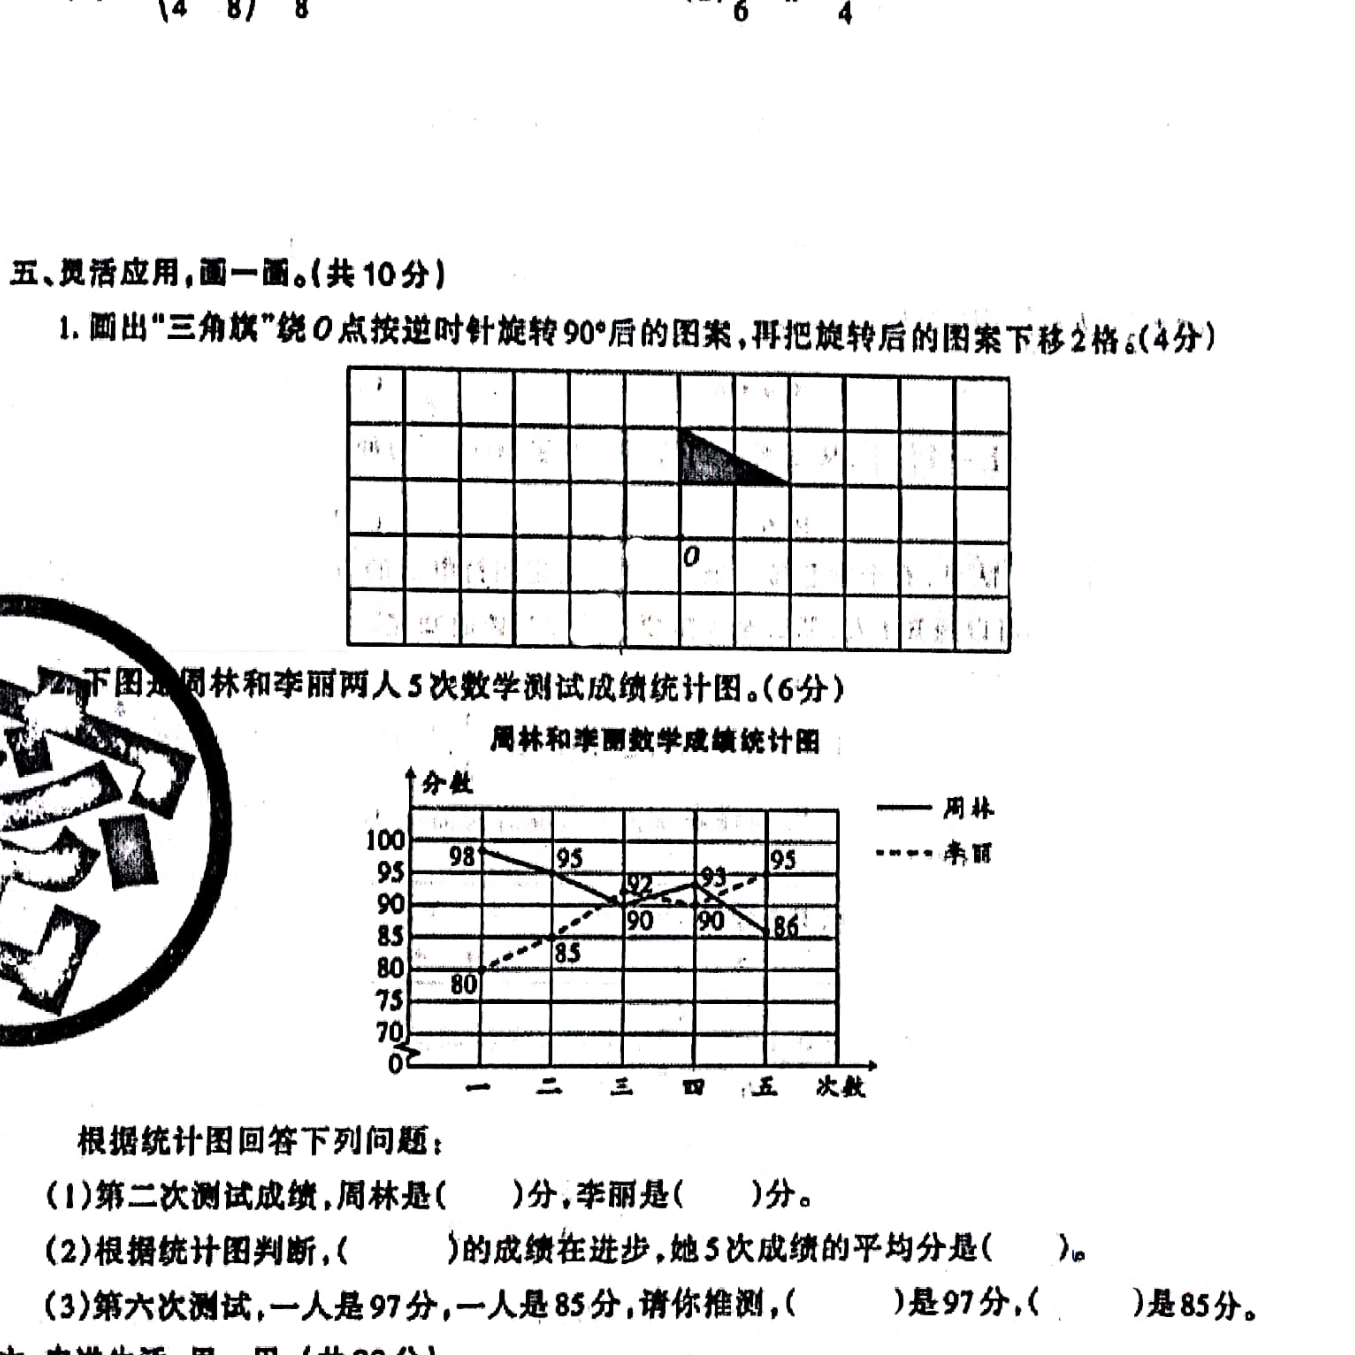 (4 8) 8
6 4
五、灵活应用,画一画。(共10分)
1. 画出“三角旗”绕O点按逆时针旋转90°后的图案,再把旋转后的图案下移2格。(4分)
O
2. 下图是周林和李丽两人5次数学测试成绩统计图。(6分)
周林和李丽数学成绩统计图
分数
周林
李丽
100
95
90
85
80
75
70
0
98 95 92 93 95
90 90 86
85
80
一 二 三 四 五 次数
根据统计图回答下列问题:
(1)第二次测试成绩,周林是( )分,李丽是( )分。
(2)根据统计图判断,( )的成绩在进步,她5次成绩的平均分是( )。
(3)第六次测试,一人是97分,一人是85分,请你推测,( )是97分,( )是85分。